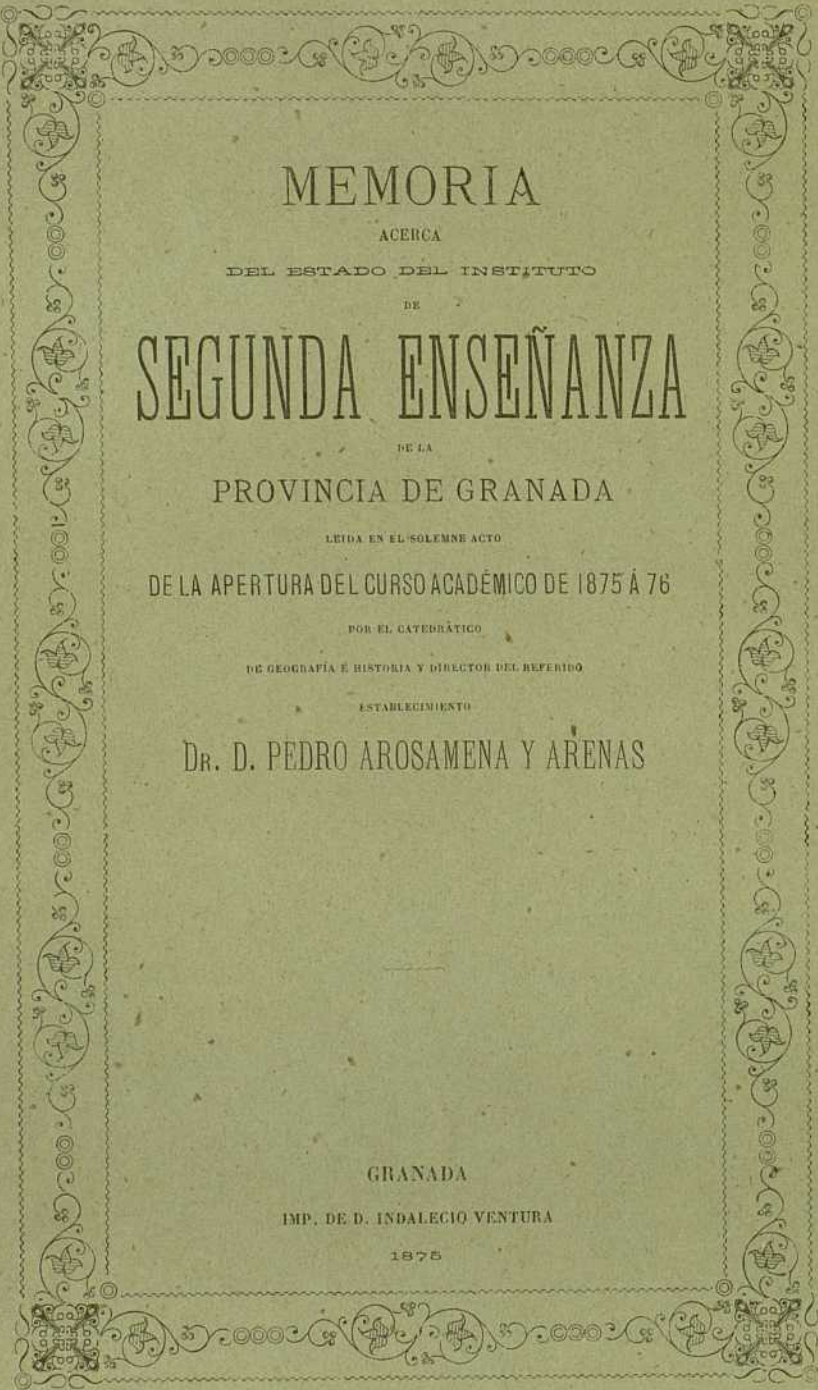 MEMORIA
ACERCA
DEL ESTADO DEL INSTITUTO
DE
SEGUNDA ENSEÑANZA
DE LA
PROVINCIA DE GRANADA
LEIDA EN EL SOLEMNE ACTO
DE LA APERTURA DEL CURSO ACADÉMICO DE 1875 Á 76
POR EL CATEDRÁTICO
DE GEOGRAFÍA É HISTORIA Y DIRECTOR DEL REFERIDO
ESTABLECIMIENTO
DR. D. PEDRO AROSAMENA Y ARENAS
GRANADA
IMP. DE D. INDALECIO VENTURA
1875